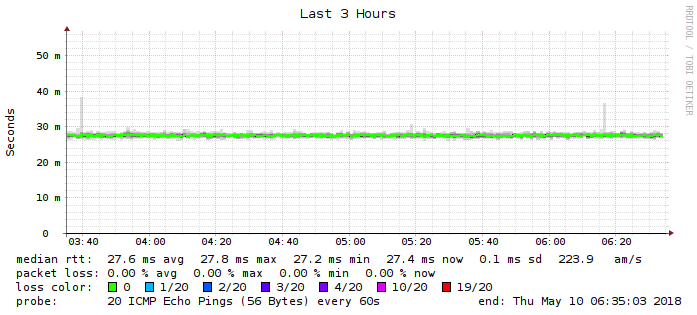 Last 3 Hours
RRDTOOL / TOBI OETIKER
Seconds
50 m
40 m
30 m
20 m
10 m
0
03:40 04:00 04:20 04:40 05:00 05:20 05:40 06:00 06:20
median rtt: 27.6 ms avg 27.8 ms max 27.2 ms min 27.4 ms now 0.1 ms sd 223.9 am/s
packet loss: 0.00 % avg 0.00 % max 0.00 % min 0.00 % now
loss color: 0 1/20 2/20 3/20 4/20 10/20 19/20
probe: 20 ICMP Echo Pings (56 Bytes) every 60s end: Thu May 10 06:35:03 2018